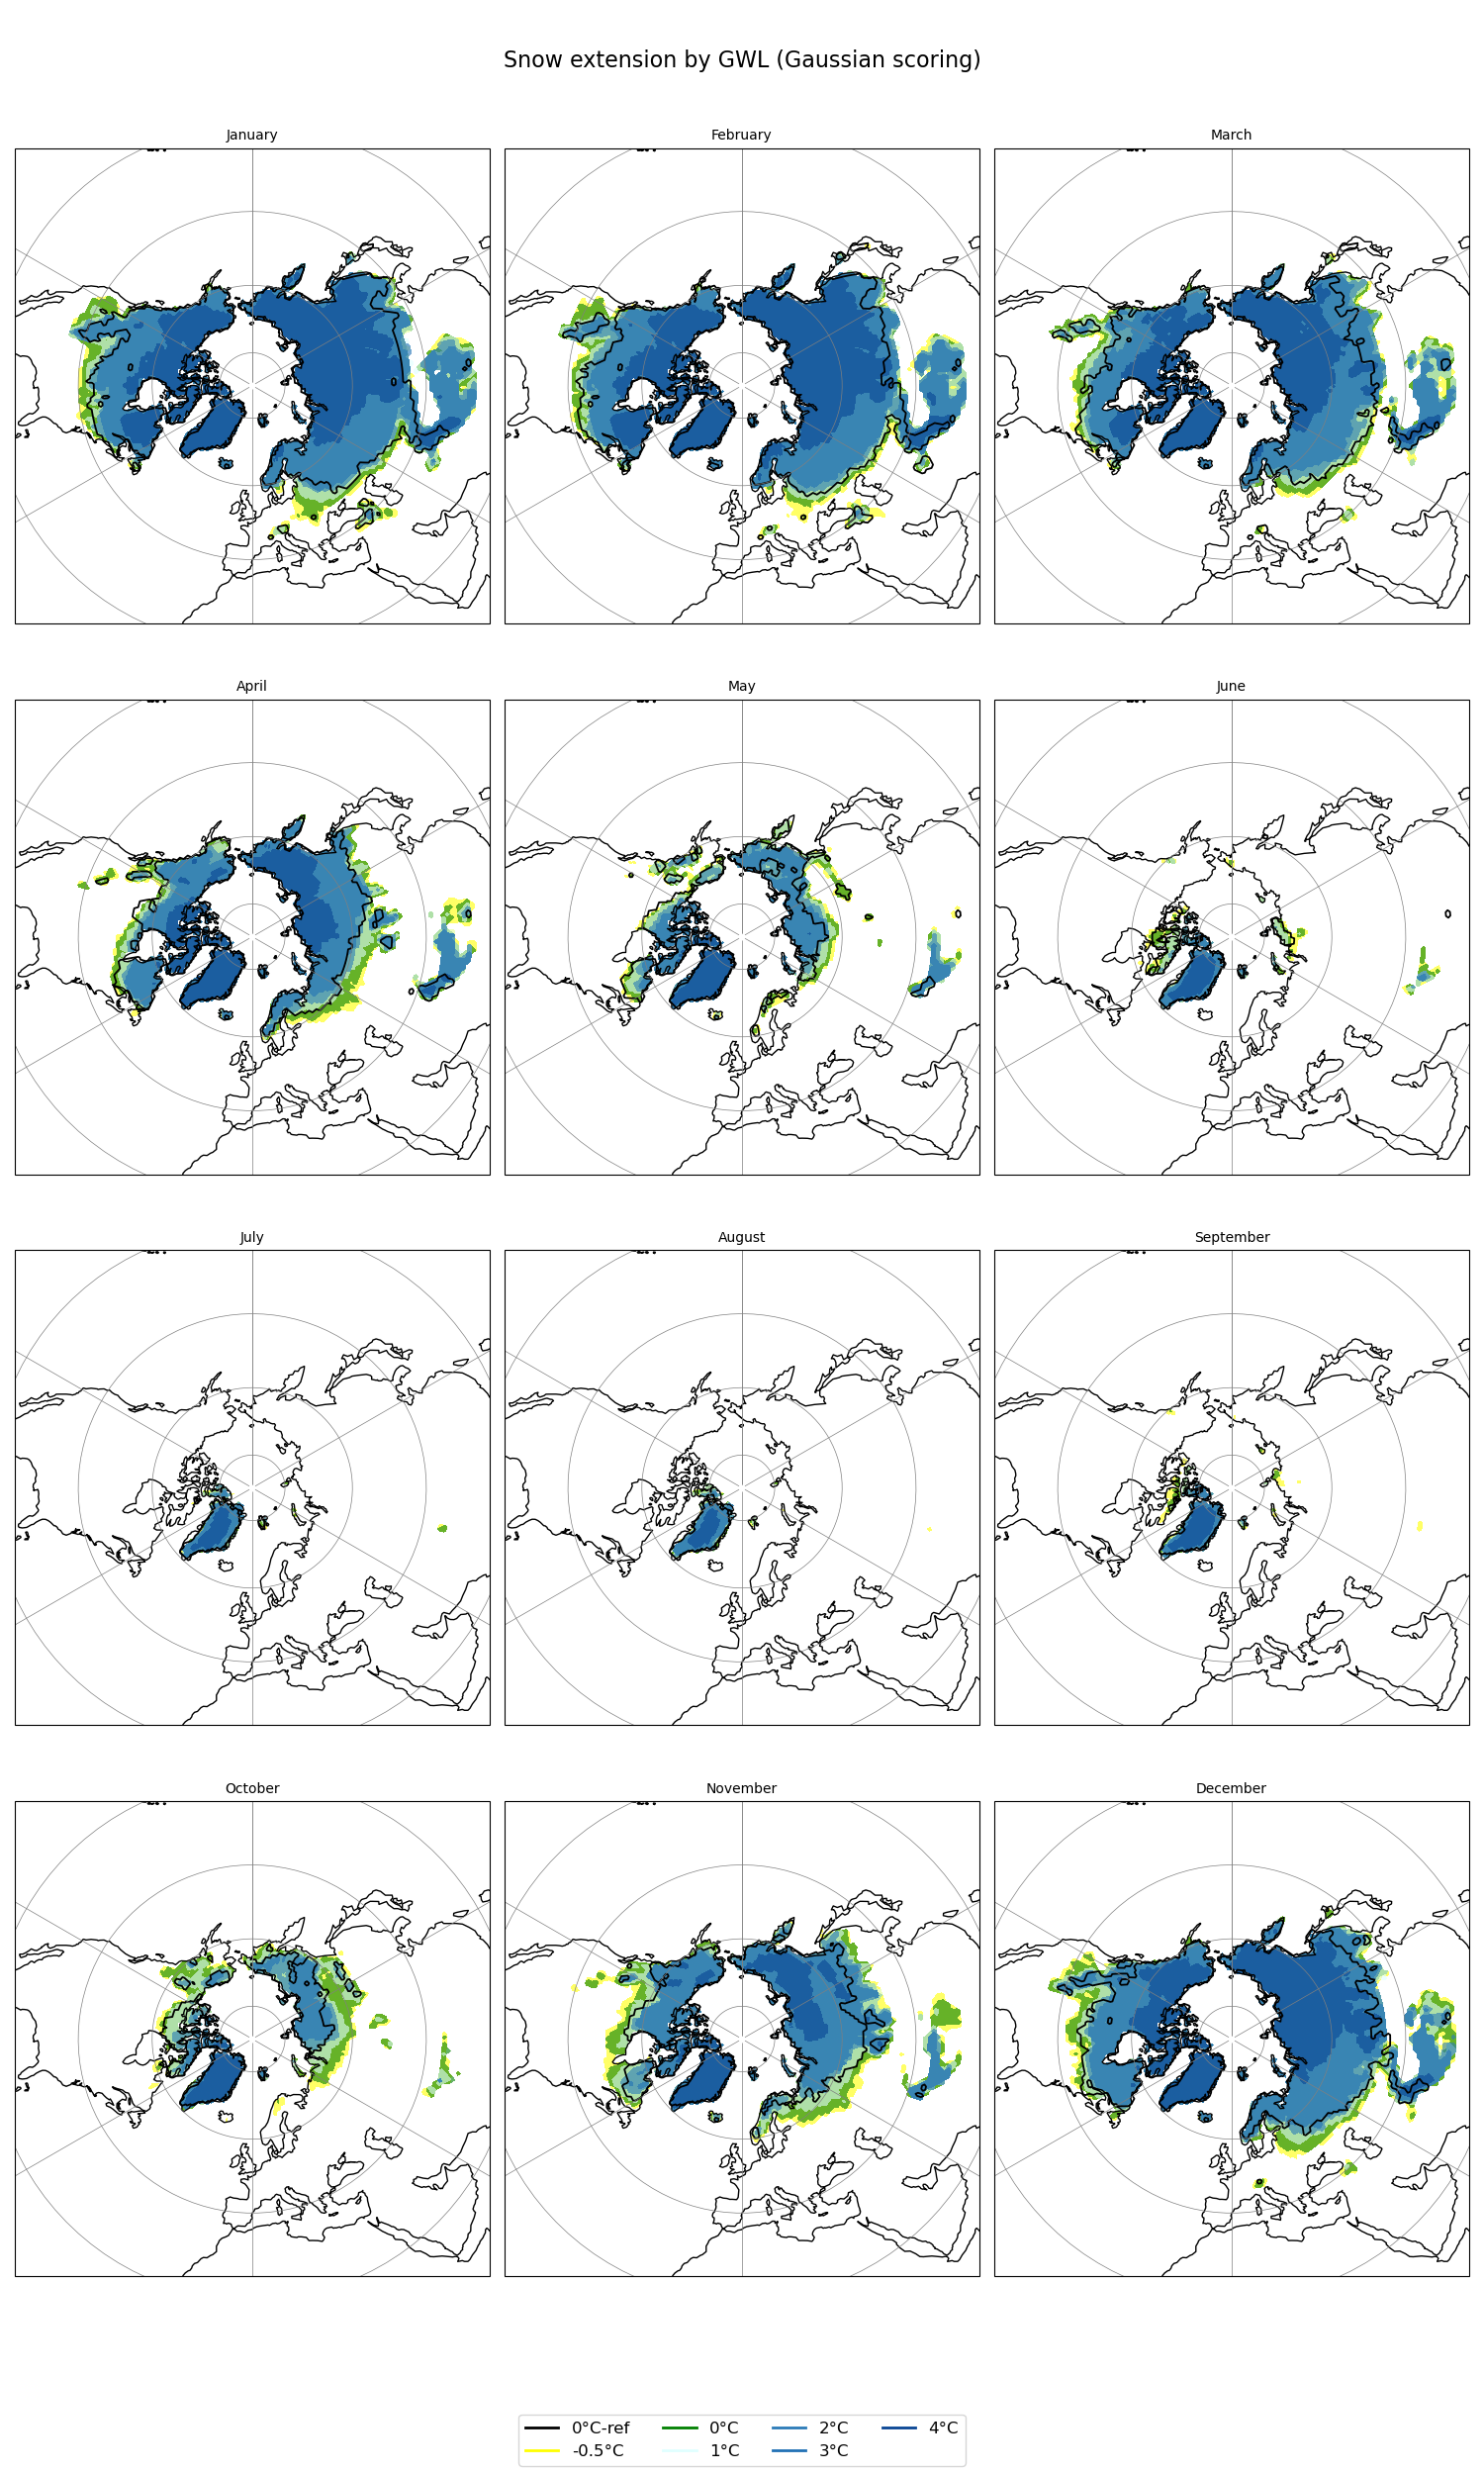 Snow extension by GWL (Gaussian scoring)
January
February
March
April
May
June
July
August
September
October
November
December
0°C-ref
0°C
2°C
4°C
-0.5°C
1°C
3°C